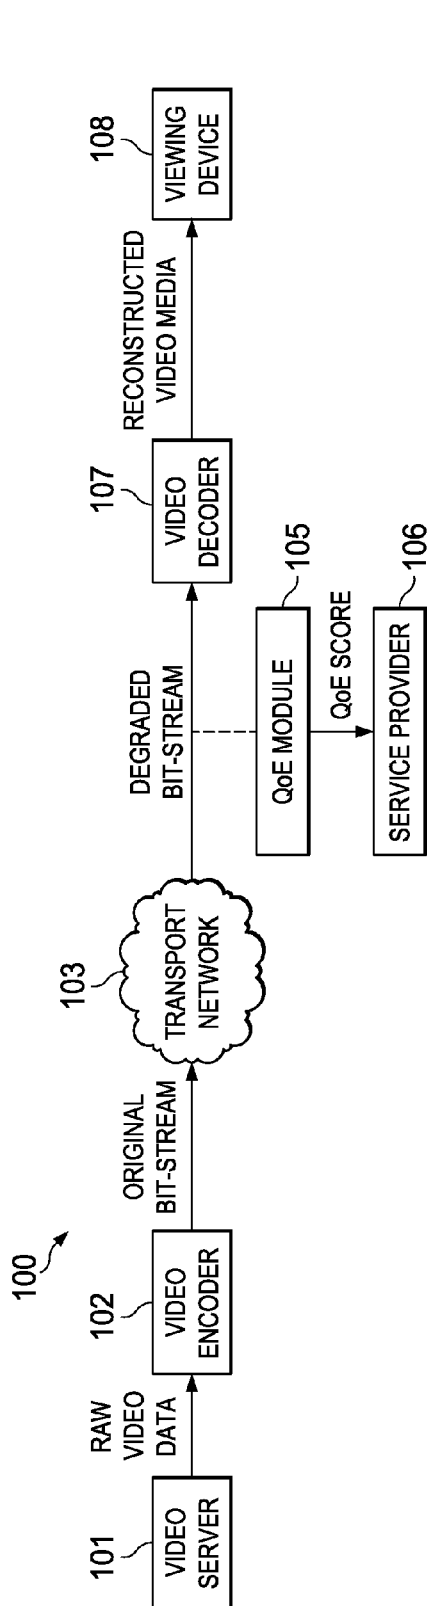 100
101
VIDEO
SERVER
RAW
VIDEO
DATA
102
VIDEO
ENCODER
ORIGINAL
BIT-STREAM
103
TRANSPORT
NETWORK
DEGRADED
BIT-STREAM
105
QoE MODULE
QoE SCORE
106
SERVICE PROVIDER
107
VIDEO
DECODER
RECONSTRUCTED
VIDEO MEDIA
108
VIEWING
DEVICE